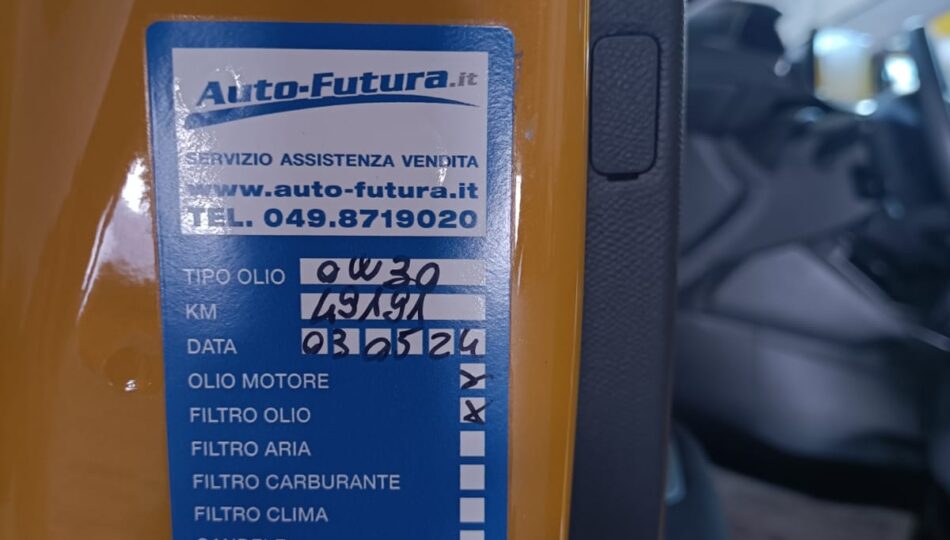 Auto-Futura.it
SERVIZIO ASSISTENZA VENDITA
www.auto-futura.it
TEL. 049.8719020
TIPO OLIO 0W30
KM 49191
DATA 03 05 24
OLIO MOTORE X
FILTRO OLIO X
FILTRO ARIA
FILTRO CARBURANTE
FILTRO CLIMA